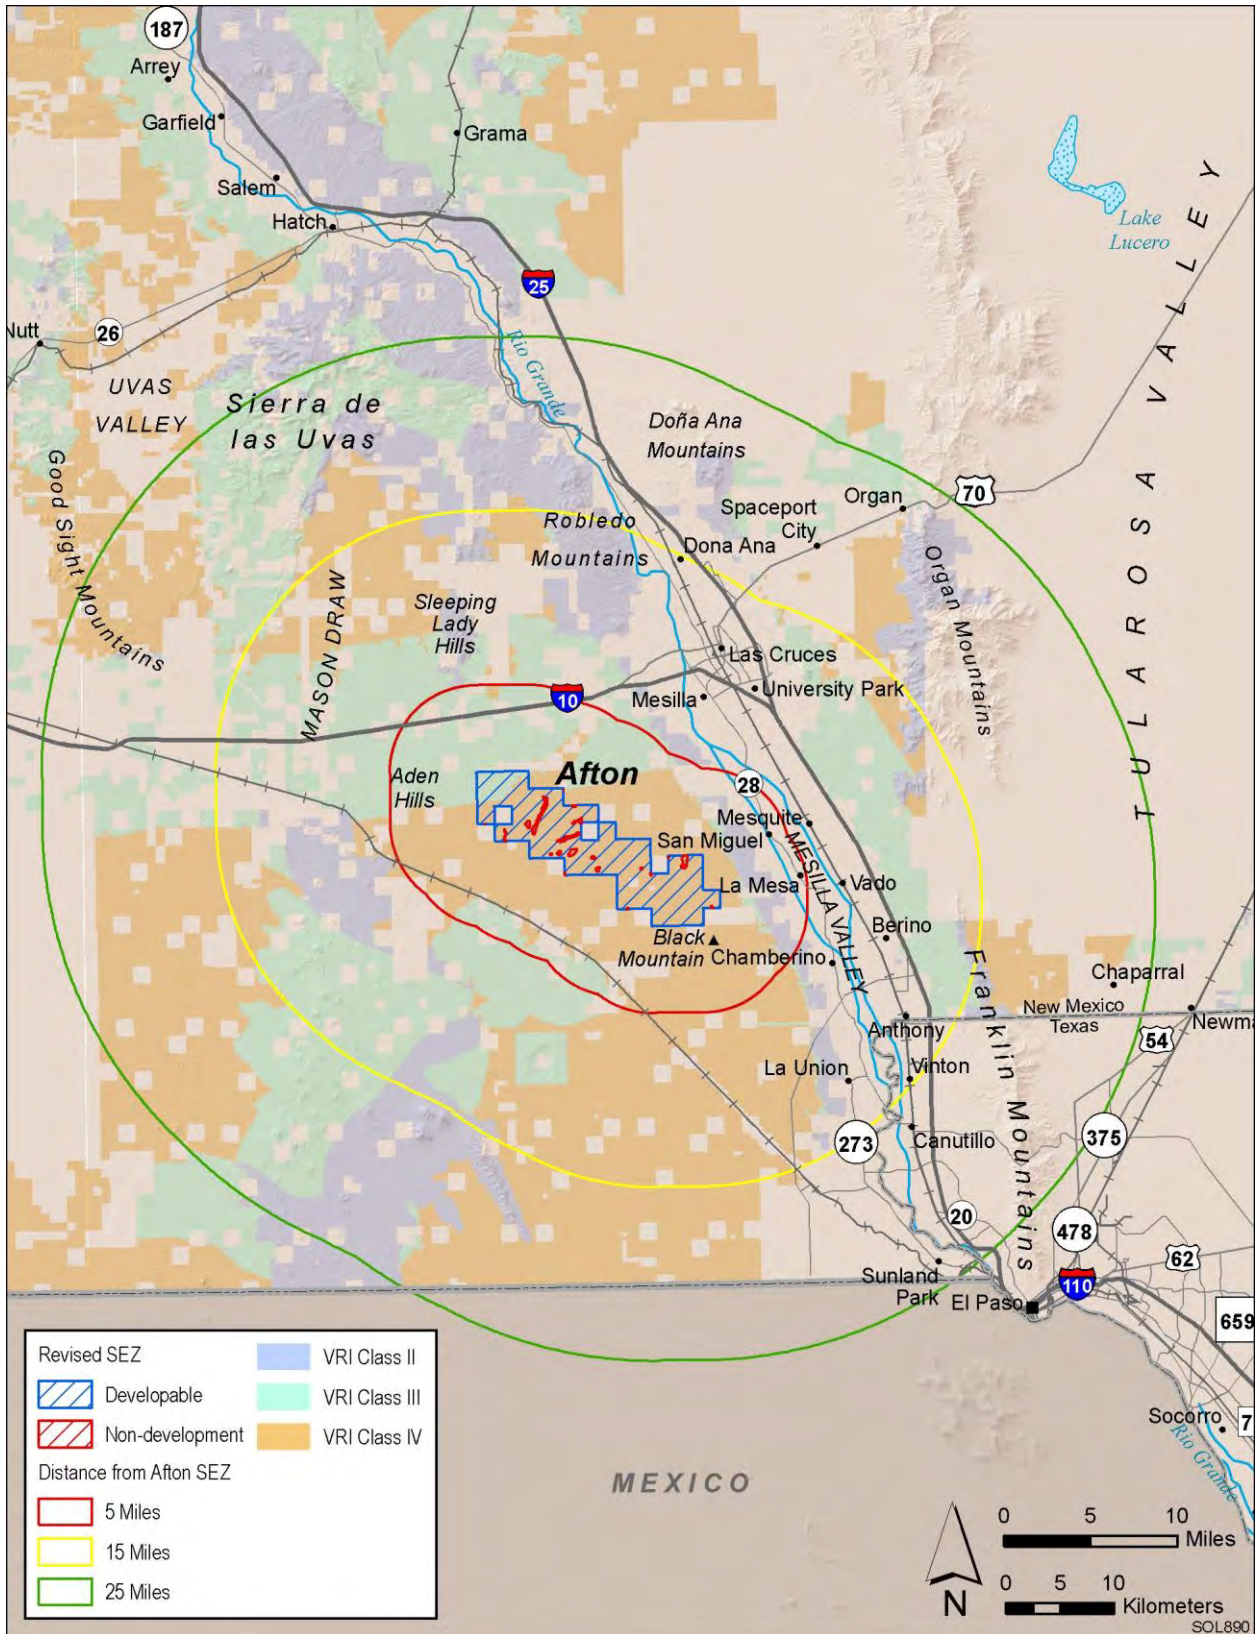 187
Arrey
Garfield
Grama
Salem
Hatch
Lake
Lucero
25
26
Rio Grande
UVAS
VALLEY
Sierra de
las Uvas
Good Sight Mountains
Doña Ana
Mountains
70
Organ
Spaceport
City
Robledo
Mountains
Dona Ana
Organ Mountains
TULAROSA VALLEY
MASON DRAW
Sleeping
Lady
Hills
Las Cruces
University Park
Mesilla
10
Aden
Hills
Afton
28
Mesquite
San Miguel
MESILLA VALLEY
La Mesa
Vado
Berino
Black
Mountain
Chamberino
Franklin Mountains
Chaparral
New Mexico
Texas
Anthony
54
La Union
Vinton
273
Canutillo
375
20
478
62
Sunland
Park
El Paso
110
659
Socorro
Rio Grande
MEXICO
Revised SEZ
Developable
Non-development
Distance from Afton SEZ
5 Miles
15 Miles
25 Miles
VRI Class II
VRI Class III
VRI Class IV
N
0 5 10
Miles
0 5 10
Kilometers
SOL890